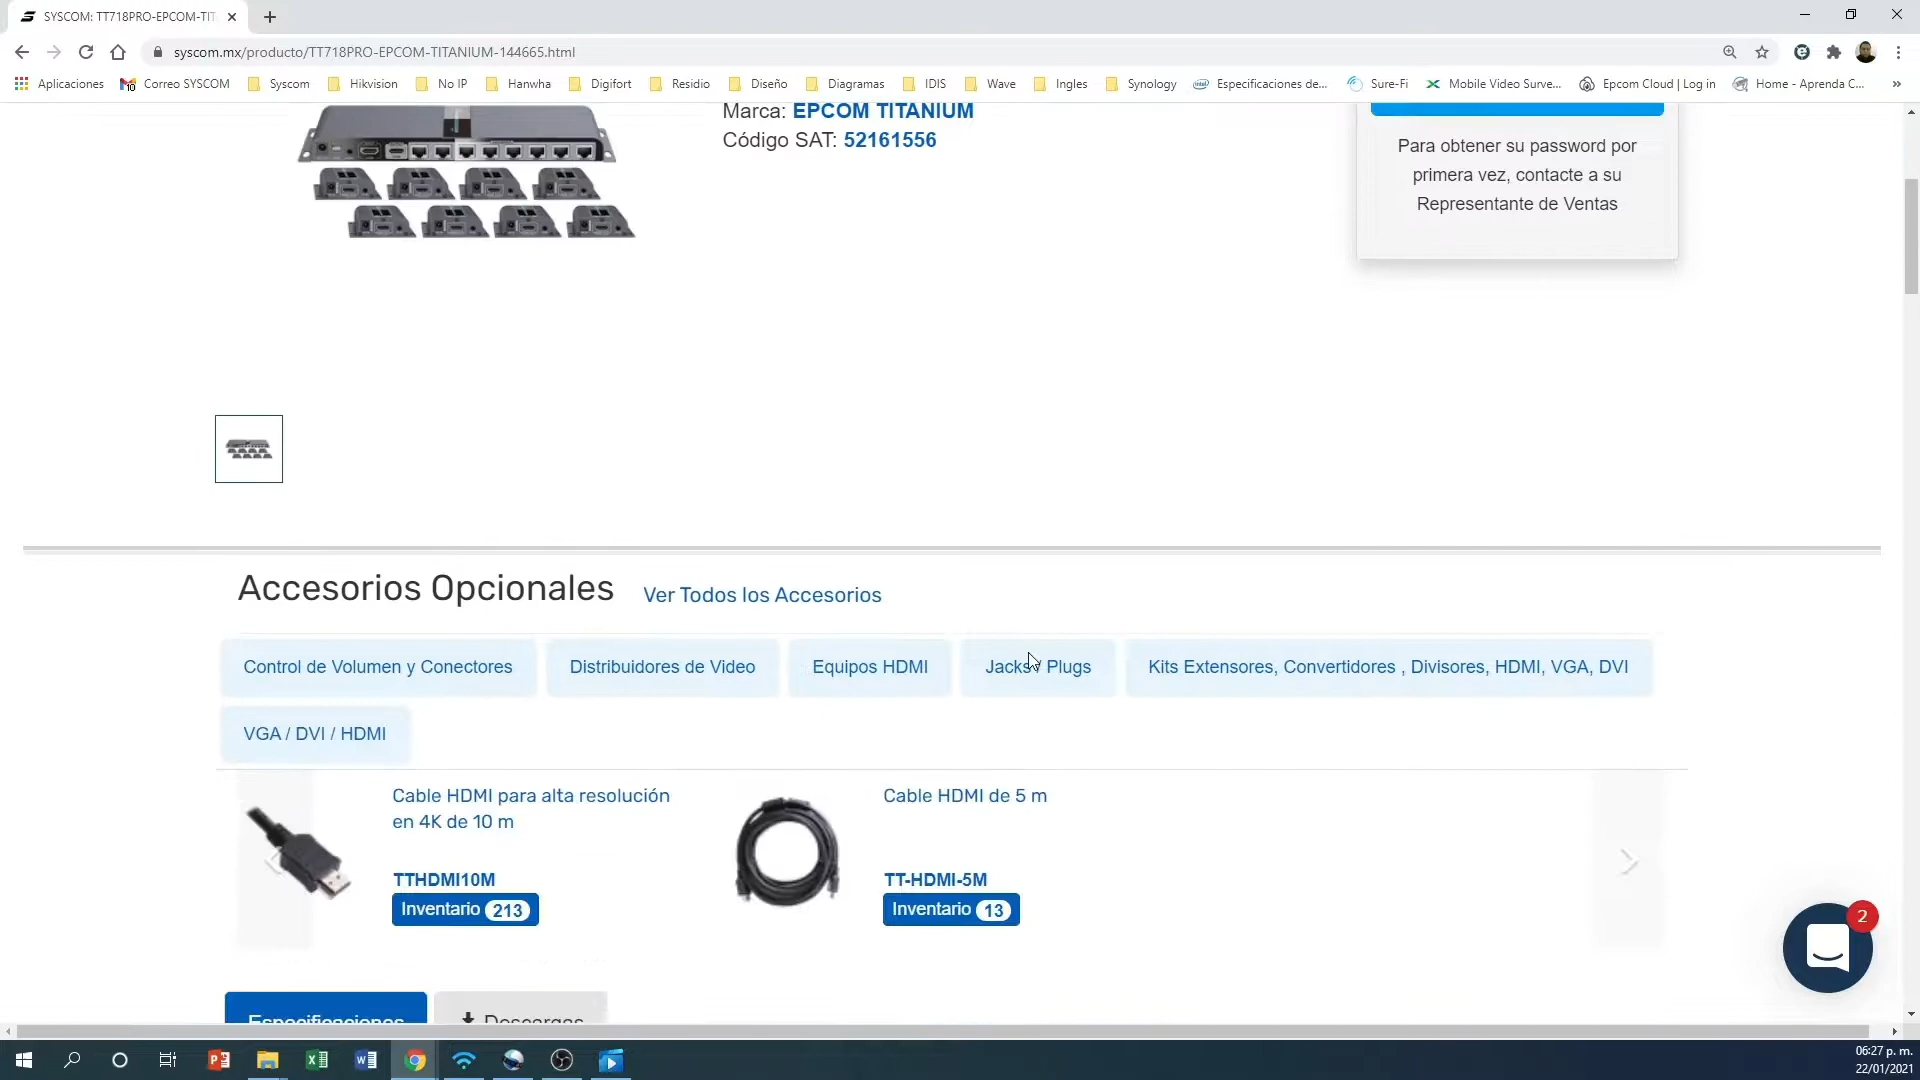 SYSCOM: TT718PRO-EPCOM-TIT
syscom.mx/producto/TT718PRO-EPCOM-TITANIUM-144665.html
Aplicaciones
Correo SYSCOM
Syscom
Hikvision
No IP
Hanwha
Digifort
Residio
Diseño
Diagramas
IDIS
Wave
Ingles
Synology
Especificaciones de...
Sure-Fi
Mobile Video Surve...
Epcom Cloud | Log in
Home - Aprenda C...
»
Marca: EPCOM TITANIUM
Código SAT: 52161556
Para obtener su password por
primera vez, contacte a su
Representante de Ventas
Accesorios Opcionales
Ver Todos los Accesorios
Control de Volumen y Conectores
Distribuidores de Video
Equipos HDMI
Jacks / Plugs
Kits Extensores, Convertidores , Divisores, HDMI, VGA, DVI
VGA / DVI / HDMI
Cable HDMI para alta resolución
en 4K de 10 m
TTHDMI10M
Inventario 213
Cable HDMI de 5 m
TT-HDMI-5M
Inventario 13
2
Especificaciones
Descargas
06:27 p. m.
22/01/2021